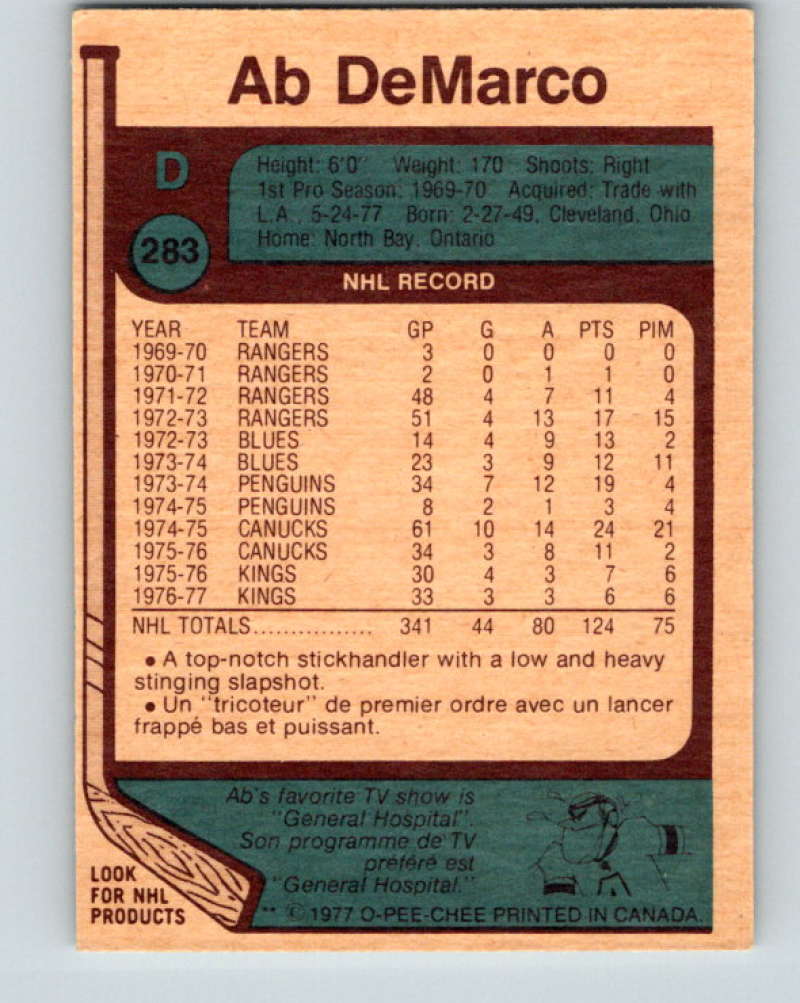 Ab DeMarco
D
283
Height: 6'0" Weight: 170 Shoots: Right
1st Pro Season: 1969-70 Acquired: Trade with
L.A., 5-24-77 Born: 2-27-49, Cleveland, Ohio
Home: North Bay, Ontario
NHL RECORD
YEAR TEAM GP G A PTS PIM
1969-70 RANGERS 3 0 0 0 0
1970-71 RANGERS 2 0 1 1 0
1971-72 RANGERS 48 4 7 11 4
1972-73 RANGERS 51 4 13 17 15
1972-73 BLUES 14 4 9 13 2
1973-74 BLUES 23 3 9 12 11
1973-74 PENGUINS 34 7 12 19 4
1974-75 PENGUINS 8 2 1 3 4
1974-75 CANUCKS 61 10 14 24 21
1975-76 CANUCKS 34 3 8 11 2
1975-76 KINGS 30 4 3 7 6
1976-77 KINGS 33 3 3 6 6
NHL TOTALS................ 341 44 80 124 75
• A top-notch stickhandler with a low and heavy
stinging slapshot.
• Un "tricoteur" de premier ordre avec un lancer
frappé bas et puissant.
Ab's favorite TV show is
"General Hospital".
Son programme de TV
préféré est
"General Hospital."
LOOK
FOR NHL
PRODUCTS
** © 1977 O-PEE-CHEE PRINTED IN CANADA.